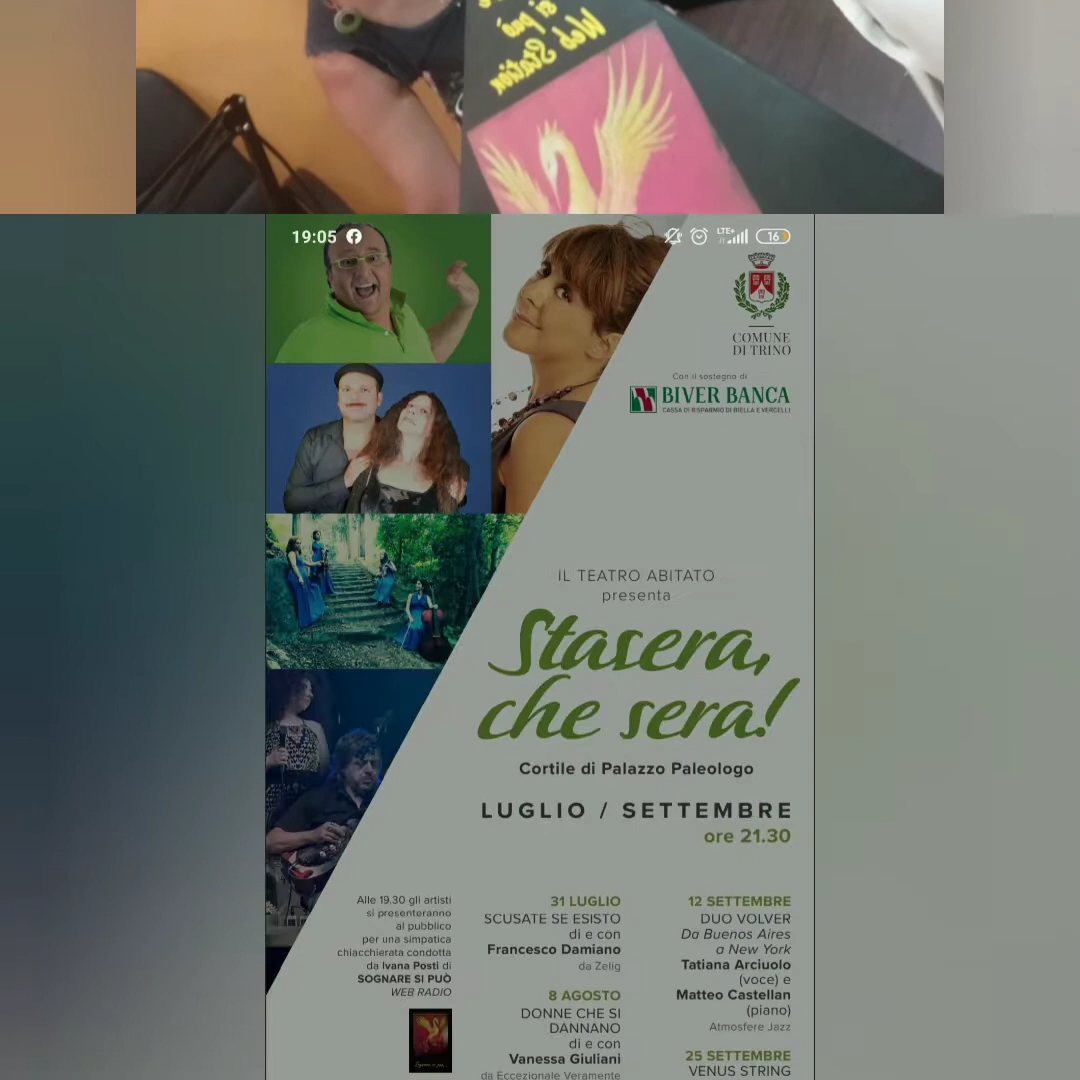 Web Station
si può
19:05
LTE+
16
COMUNE
DI TRINO
Con il sostegno di
BIVER BANCA
CASSA DI RISPARMIO DI BIELLA E VERCELLI
IL TEATRO ABITATO
presenta
Stasera,
che sera!
Cortile di Palazzo Paleologo
LUGLIO / SETTEMBRE
ore 21.30
Alle 19.30 gli artisti
si presenteranno
al pubblico
per una simpatica
chiacchierata condotta
da Ivana Posti di
SOGNARE SI PUÒ
WEB RADIO
31 LUGLIO
SCUSATE SE ESISTO
di e con
Francesco Damiano
da Zelig
8 AGOSTO
DONNE CHE SI
DANNANO
di e con
Vanessa Giuliani
da Eccezionale Veramente
12 SETTEMBRE
DUO VOLVER
Da Buenos Aires
a New York
Tatiana Arciuolo
(voce) e
Matteo Castellan
(piano)
Atmosfere Jazz
25 SETTEMBRE
VENUS STRING